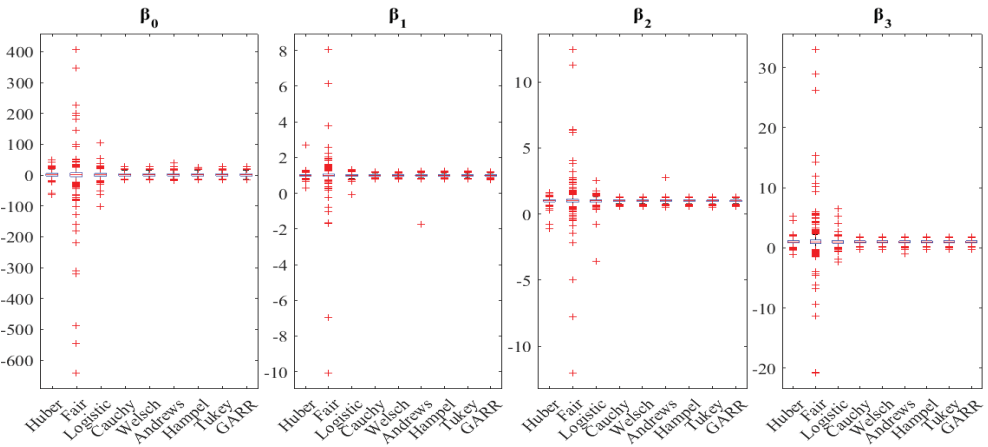 β0
400
300
200
100
0
-100
-200
-300
-400
-500
-600
Huber
Fair
Logistic
Cauchy
Welsch
Andrews
Hampel
Tukey
GARR
β1
8
6
4
2
0
-2
-4
-6
-8
-10
Huber
Fair
Logistic
Cauchy
Welsch
Andrews
Hampel
Tukey
GARR
β2
10
5
0
-5
-10
Huber
Fair
Logistic
Cauchy
Welsch
Andrews
Hampel
Tukey
GARR
β3
30
20
10
0
-10
-20
Huber
Fair
Logistic
Cauchy
Welsch
Andrews
Hampel
Tukey
GARR